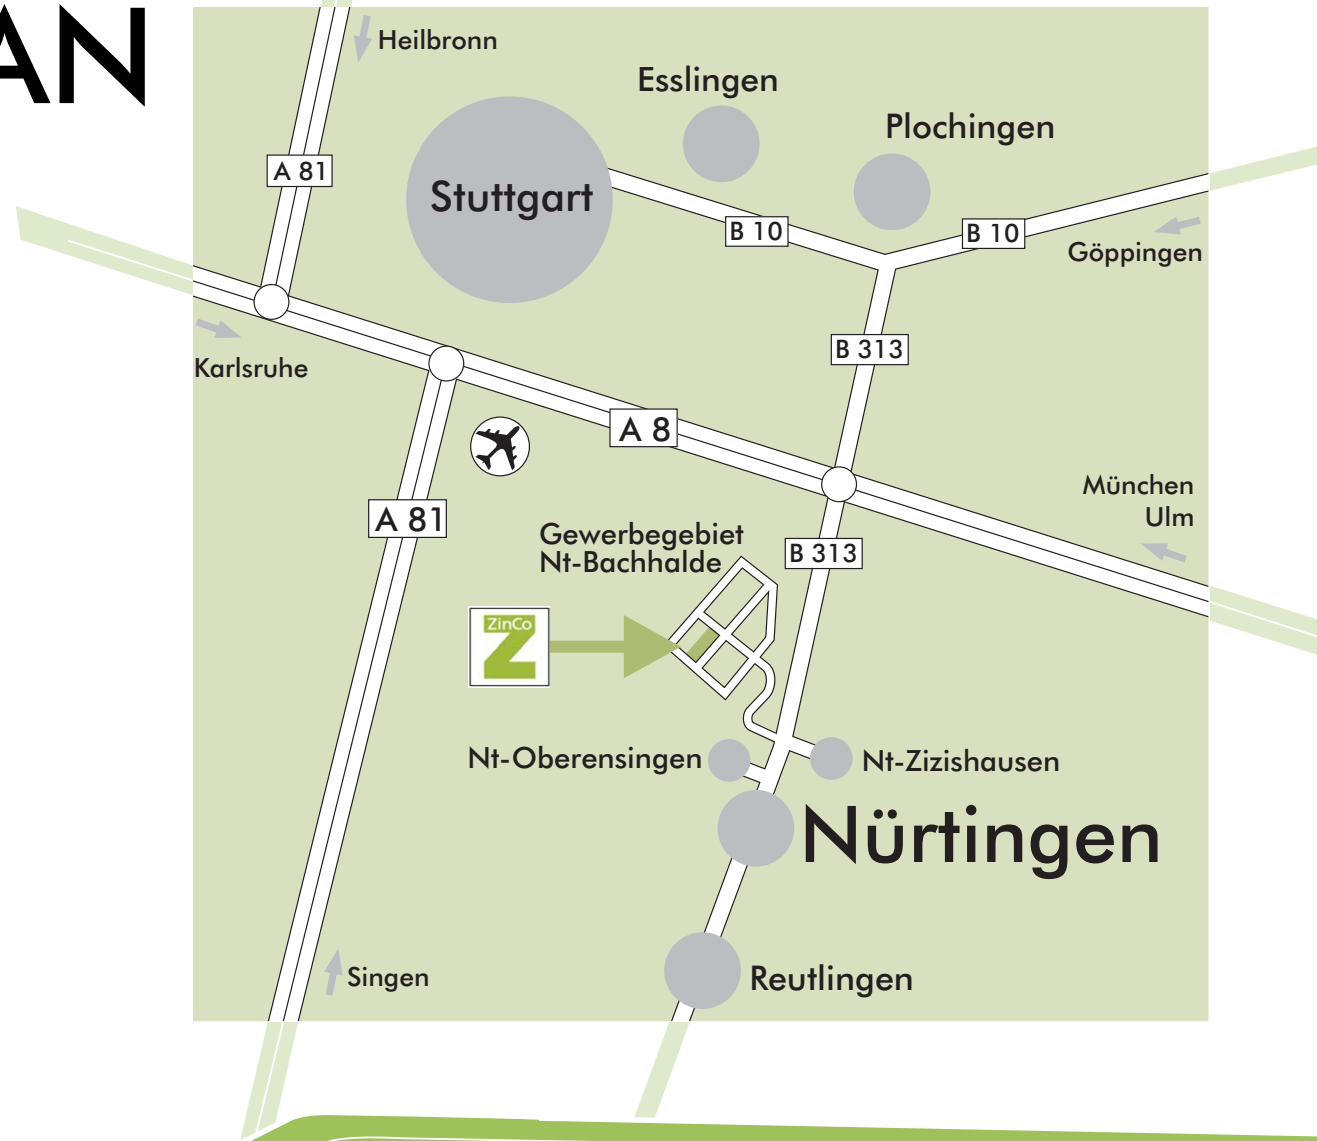 AN
Heilbronn
Esslingen
Plochingen
A 81
Stuttgart
B 10
B 10
Göppingen
Karlsruhe
B 313
A 8
München
Ulm
A 81
Gewerbegebiet
Nt-Bachhalde
B 313
ZinCo
Z
Nt-Oberensingen
Nt-Zizishausen
Nürtingen
Singen
Reutlingen